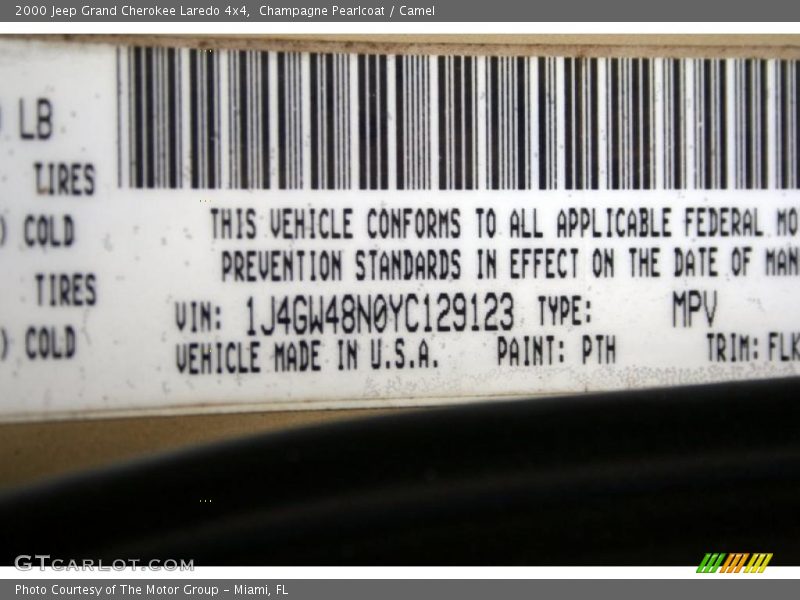 2000 Jeep Grand Cherokee Laredo 4x4,  Champagne Pearlcoat / Camel
LB
TIRES
) COLD
TIRES
) COLD
THIS VEHICLE CONFORMS TO ALL APPLICABLE FEDERAL MO
PREVENTION STANDARDS IN EFFECT ON THE DATE OF MAN
VIN: 1J4GW48N0YC129123 TYPE: MPV
VEHICLE MADE IN U.S.A. PAINT: PTH TRIM: FLK
GTCARLOT.COM
Photo Courtesy of The Motor Group - Miami, FL